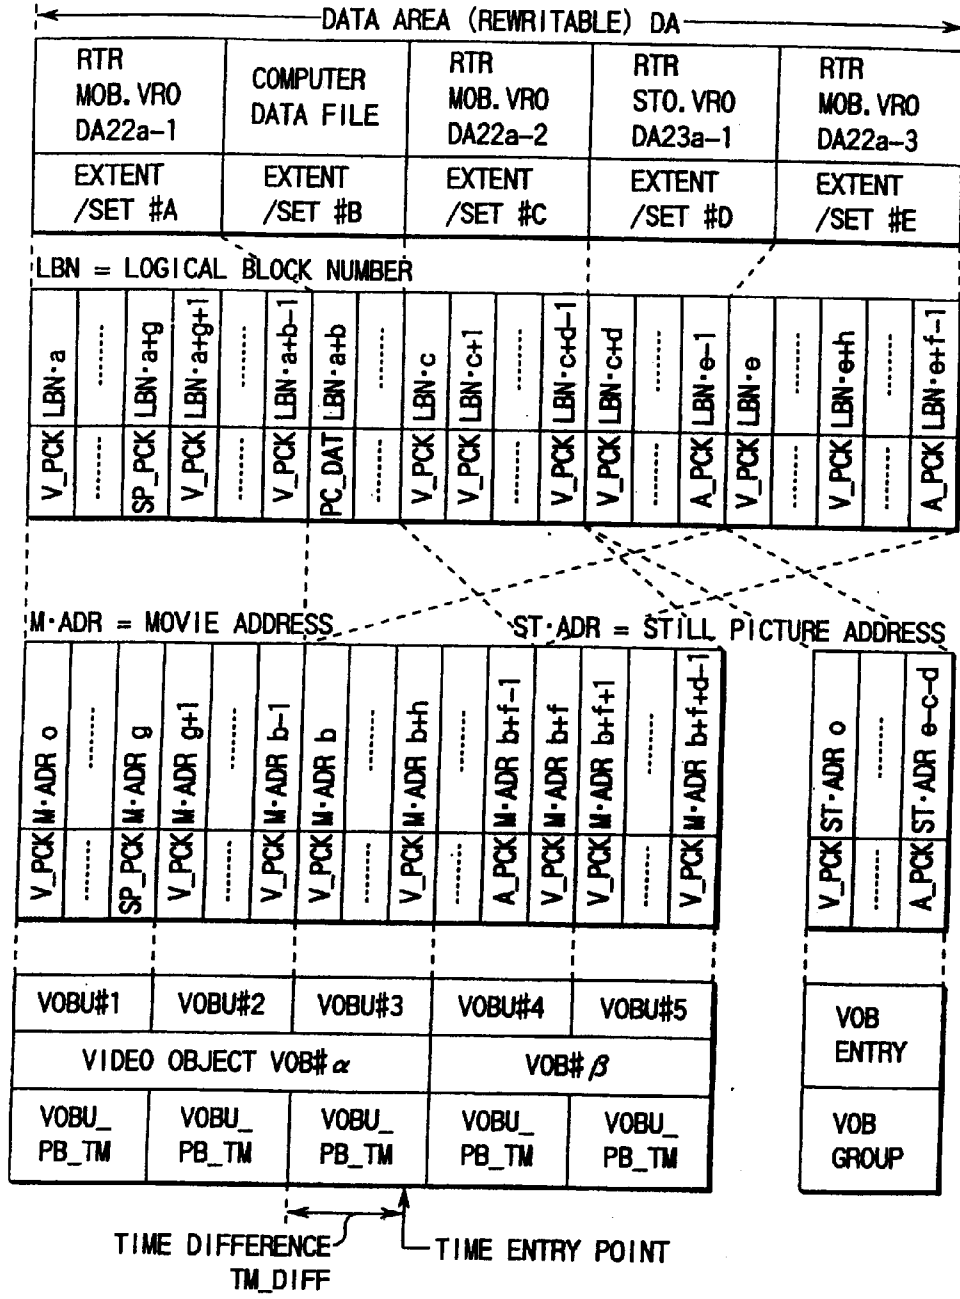 DATA AREA (REWRITABLE) DA
RTR MOB.VRO DA22a-1
COMPUTER DATA FILE
RTR MOB.VRO DA22a-2
RTR STO.VRO DA23a-1
RTR MOB.VRO DA22a-3
EXTENT /SET #A
EXTENT /SET #B
EXTENT /SET #C
EXTENT /SET #D
EXTENT /SET #E
LBN = LOGICAL BLOCK NUMBER
V_PCK LBN·a
SP_PCK LBN·a+g
V_PCK LBN·a+g+1
V_PCK LBN·a+b-1
PC_DAT LBN·a+b
V_PCK LBN·c
V_PCK LBN·c+1
V_PCK LBN·c+d-1
V_PCK LBN·c+d
A_PCK LBN·e-1
V_PCK LBN·e
V_PCK LBN·e+h
A_PCK LBN·e+f-1
M·ADR = MOVIE ADDRESS
ST·ADR = STILL PICTURE ADDRESS
V_PCK M·ADR o
SP_PCK M·ADR g
V_PCK M·ADR g+1
V_PCK M·ADR b-1
V_PCK M·ADR b
V_PCK M·ADR b+h
A_PCK M·ADR b+f-1
V_PCK M·ADR b+f
V_PCK M·ADR b+f+1
V_PCK M·ADR b+f+d-1
V_PCK ST·ADR o
A_PCK ST·ADR e-c-d
VOBU#1
VOBU#2
VOBU#3
VOBU#4
VOBU#5
VIDEO OBJECT VOB#α
VOB#β
VOBU_ PB_TM
VOBU_ PB_TM
VOBU_ PB_TM
VOBU_ PB_TM
VOBU_ PB_TM
VOB ENTRY
VOB GROUP
TIME DIFFERENCE TM_DIFF
TIME ENTRY POINT